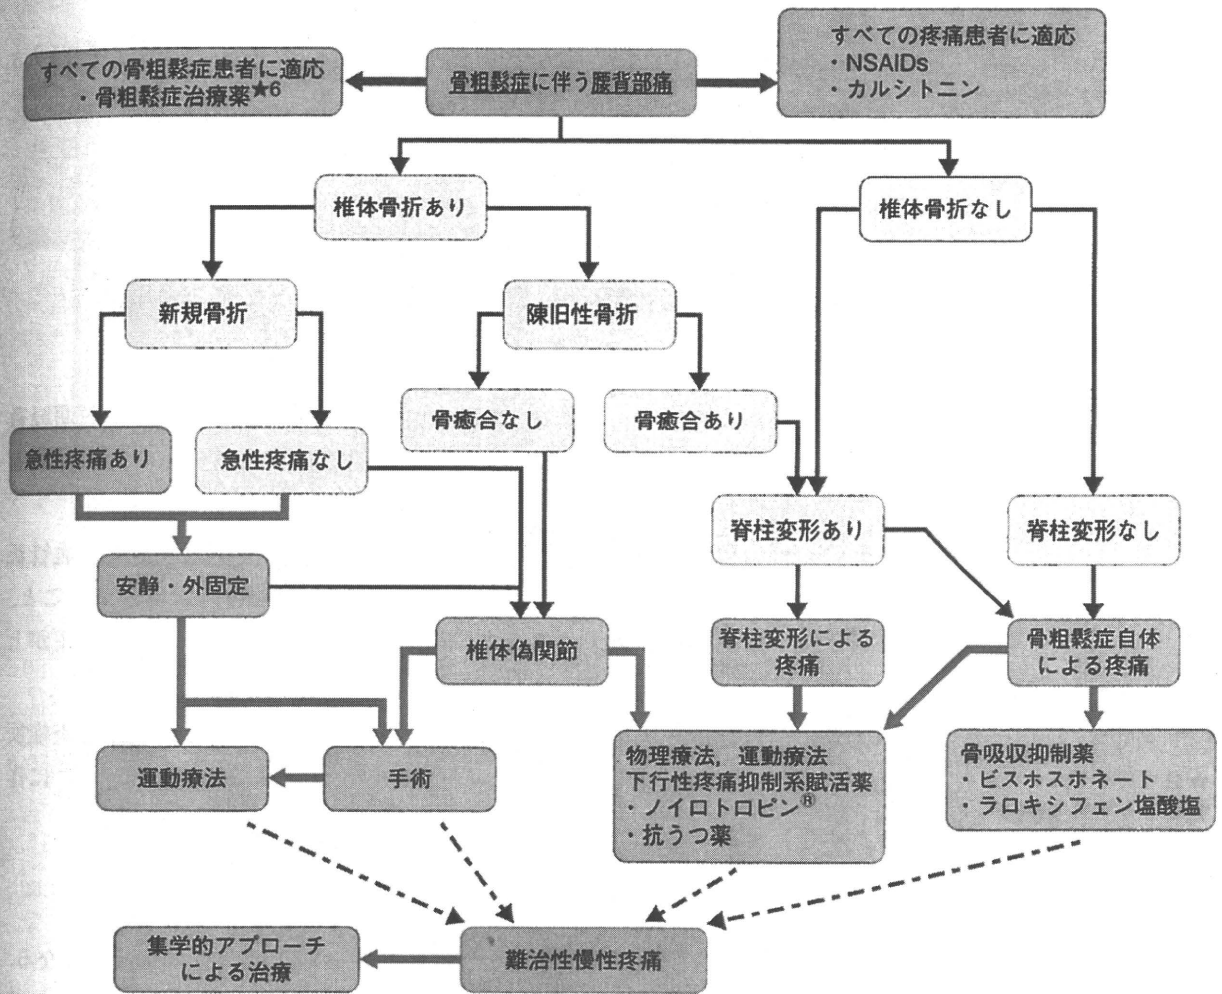 すべての骨粗鬆症患者に適応
・骨粗鬆症治療薬★6
骨粗鬆症に伴う腰背部痛
すべての疼痛患者に適応
・NSAIDs
・カルシトニン
椎体骨折あり
椎体骨折なし
新規骨折
陳旧性骨折
骨癒合なし
骨癒合あり
急性疼痛あり
急性疼痛なし
脊柱変形あり
脊柱変形なし
安静・外固定
椎体偽関節
脊柱変形による
疼痛
骨粗鬆症自体
による疼痛
運動療法
手術
物理療法，運動療法
下行性疼痛抑制系賦活薬
・ノイロトロピン®
・抗うつ薬
骨吸収抑制薬
・ビスホスホネート
・ラロキシフェン塩酸塩
集学的アプローチ
による治療
難治性慢性疼痛